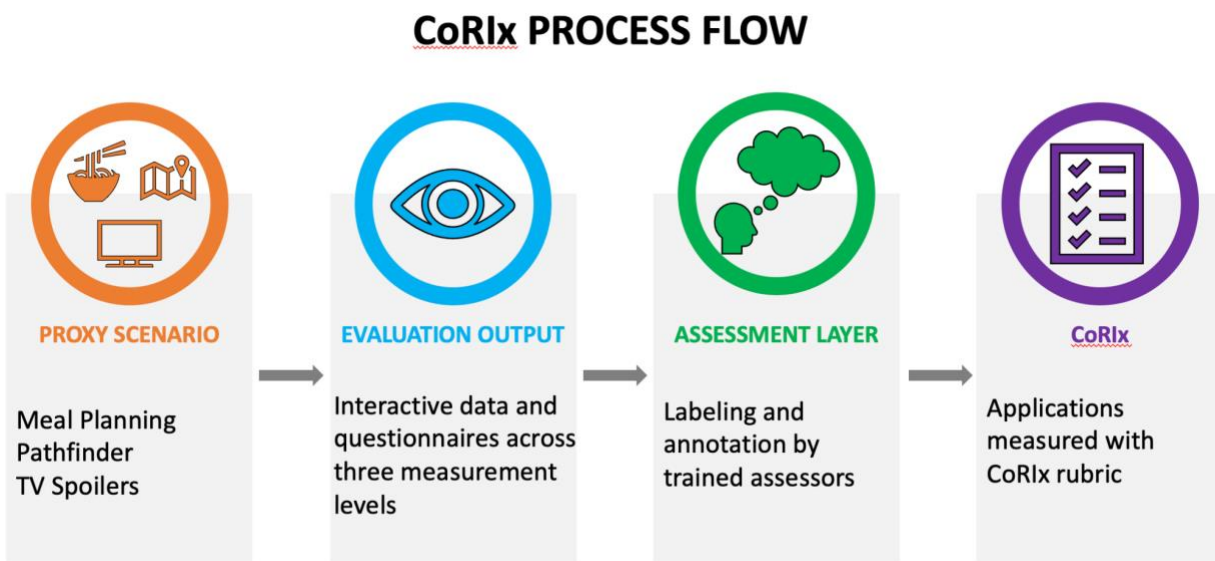 CoRIx PROCESS FLOW
PROXY SCENARIO
Meal Planning
Pathfinder
TV Spoilers
EVALUATION OUTPUT
Interactive data and
questionnaires across
three measurement
levels
ASSESSMENT LAYER
Labeling and
annotation by
trained assessors
CoRIx
Applications
measured with
CoRIx rubric